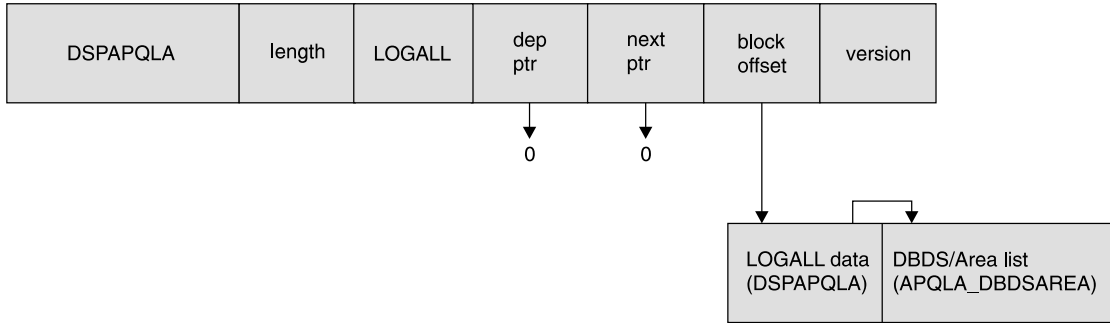 DSPAPQLA
length
LOGALL
dep
ptr
next
ptr
block
offset
version
0
0
LOGALL data
(DSPAPQLA)
DBDS/Area list
(APQLA_DBDSAREA)